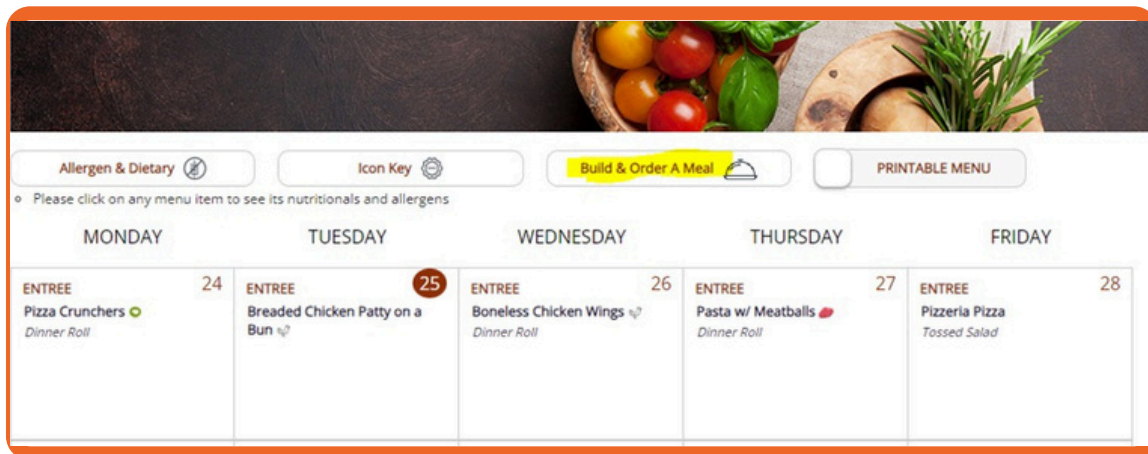 Allergen & Dietary
Icon Key
Build & Order A Meal
PRINTABLE MENU
Please click on any menu item to see its nutritionals and allergens
MONDAY
TUESDAY
WEDNESDAY
THURSDAY
FRIDAY
ENTREE 24
Pizza Crunchers
Dinner Roll
ENTREE 25
Breaded Chicken Patty on a
Bun
ENTREE 26
Boneless Chicken Wings
Dinner Roll
ENTREE 27
Pasta w/ Meatballs
Dinner Roll
ENTREE 28
Pizzeria Pizza
Tossed Salad